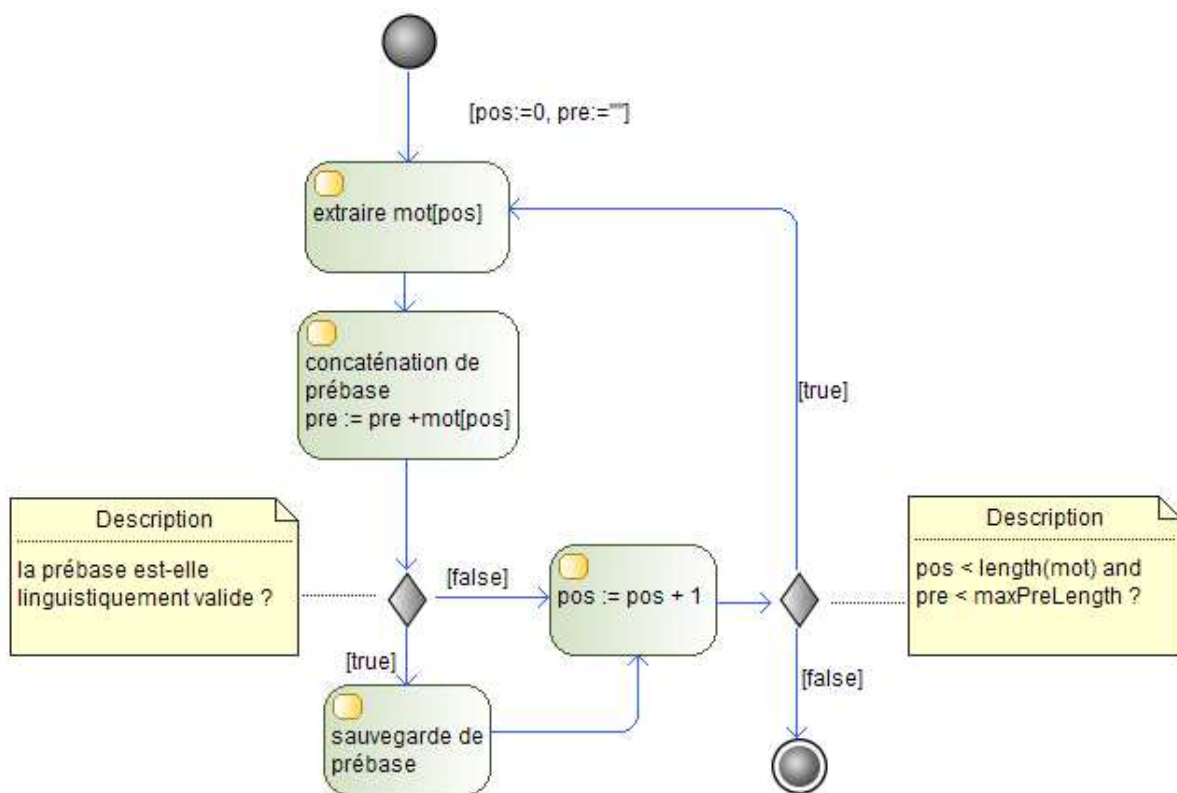 [pos:=0, pre:=""]
extraire mot[pos]
concaténation de
prébase
pre := pre +mot[pos]
[true]
Description
la prébase est-elle
linguistiquement valide ?
[false]
pos := pos + 1
Description
pos < length(mot) and
pre < maxPreLength ?
[true]
[false]
sauvegarde de
prébase